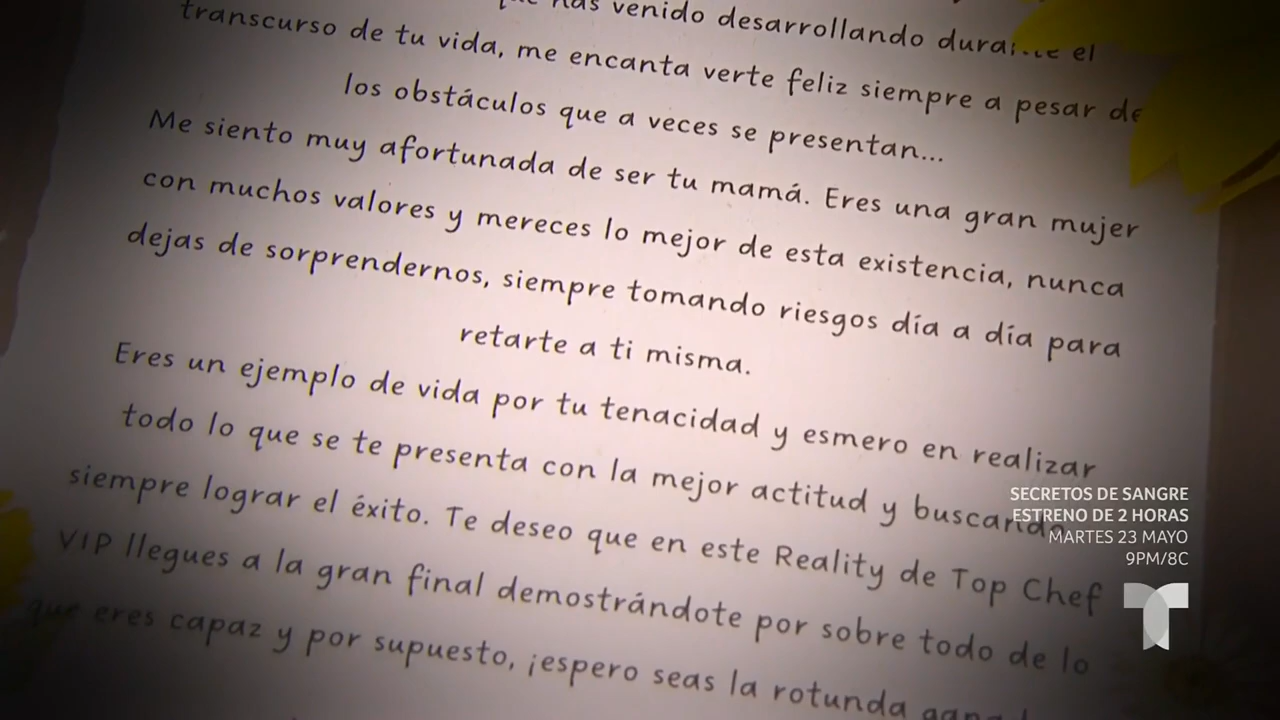 has venido desarrollando durante el
transcurso de tu vida, me encanta verte feliz siempre a pesar de
los obstáculos que a veces se presentan...
Me siento muy afortunada de ser tu mamá. Eres una gran mujer
con muchos valores y mereces lo mejor de esta existencia, nunca
dejas de sorprendernos, siempre tomando riesgos día a día para
retarte a ti misma.
Eres un ejemplo de vida por tu tenacidad y esmero en realizar
todo lo que se te presenta con la mejor actitud y buscando
siempre lograr el éxito. Te deseo que en este Reality de Top Chef
VIP llegues a la gran final demostrándote por sobre todo de lo
que eres capaz y por supuesto, ¡espero seas la rotunda
SECRETOS DE SANGRE
ESTRENO DE 2 HORAS
MARTES 23 MAYO
9PM/8C